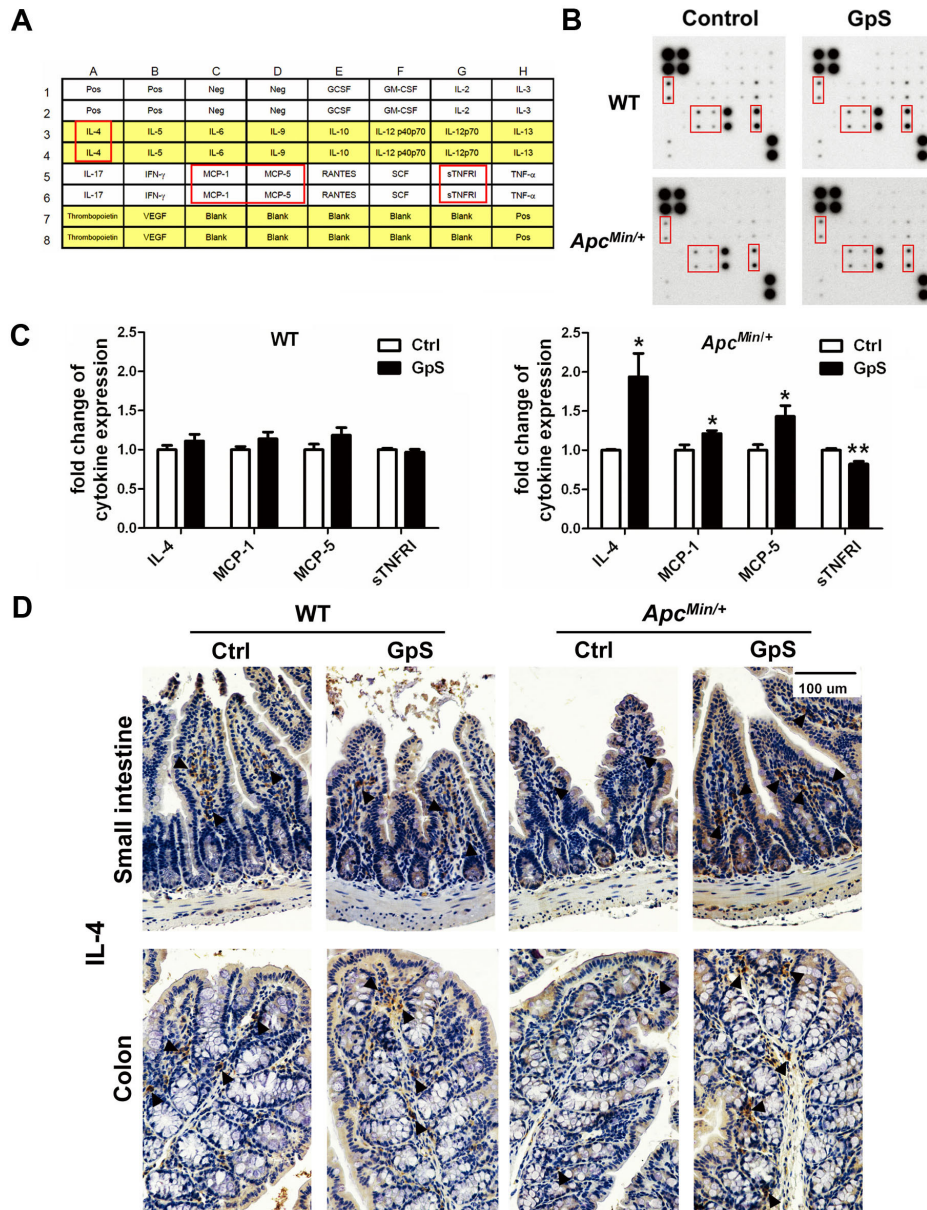 A
A B C D E F G H
1 Pos Pos Neg Neg GCSF GM-CSF IL-2 IL-3
2 Pos Pos Neg Neg GCSF GM-CSF IL-2 IL-3
3 IL-4 IL-5 IL-6 IL-9 IL-10 IL-12 p40p70 IL-12p70 IL-13
4 IL-4 IL-5 IL-6 IL-9 IL-10 IL-12 p40p70 IL-12p70 IL-13
5 IL-17 IFN-γ MCP-1 MCP-5 RANTES SCF sTNFRI TNF-α
6 IL-17 IFN-γ MCP-1 MCP-5 RANTES SCF sTNFRI TNF-α
7 Thrombopoietin VEGF Blank Blank Blank Blank Blank Pos
8 Thrombopoietin VEGF Blank Blank Blank Blank Blank Pos
B
Control GpS
WT
ApcMin/+
C
WT
Ctrl
GpS
fold change of
cytokine expression
2.5
2.0
1.5
1.0
0.5
0.0
IL-4 MCP-1 MCP-5 sTNFRI
ApcMin/+
Ctrl
GpS
fold change of
cytokine expression
2.5
2.0
1.5
1.0
0.5
0.0
* * * **
IL-4 MCP-1 MCP-5 sTNFRI
D
WT ApcMin/+
Ctrl GpS Ctrl GpS
100 um
IL-4
Small intestine
Colon